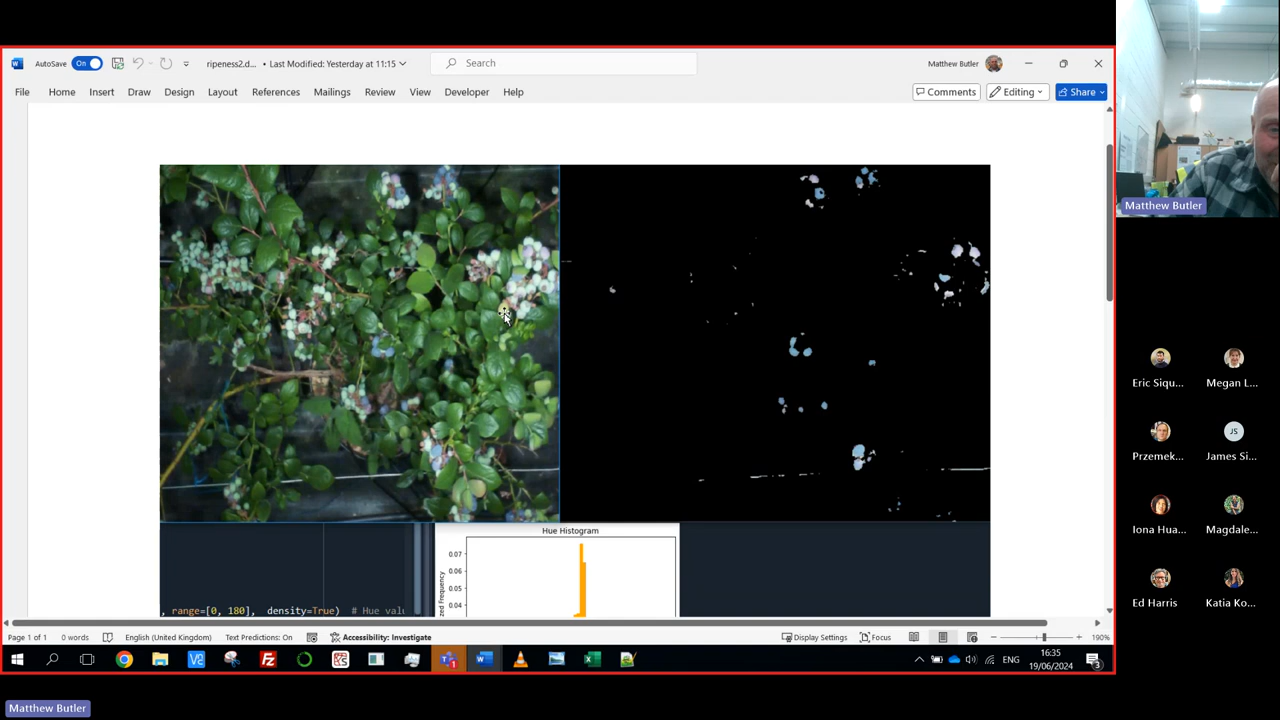 AutoSave On ripeness2.d... • Last Modified: Yesterday at 11:15 Search Matthew Butler
File Home Insert Draw Design Layout References Mailings Review View Developer Help Comments Editing Share
Matthew Butler
Eric Siqu... Megan L...
JS
Przemek... James Si...
Iona Hua... Magdale...
Ed Harris Katia Ko...
Hue Histogram
0.07
0.06
0.05
0.04
zed Frequency
, range=[0, 180], density=True) # Hue valu
Page 1 of 1 0 words English (United Kingdom) Text Predictions: On Accessibility: Investigate Display Settings Focus 190%
ENG 16:35
19/06/2024
3
Matthew Butler